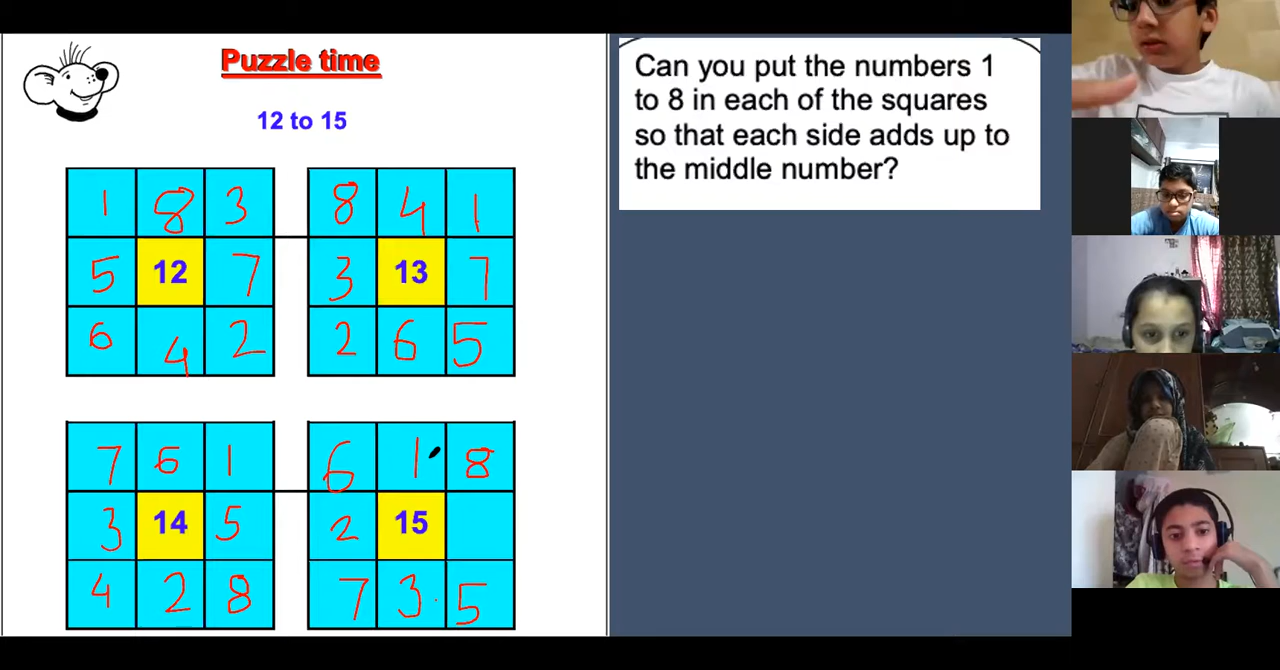 Puzzle time
12 to 15
Can you put the numbers 1
to 8 in each of the squares
so that each side adds up to
the middle number?
1 8 3 8 4 1
5 12 7 3 13 7
6 4 2 2 6 5
7 6 1 6 1 8
3 14 5 2 15
4 2 8 7 3 5